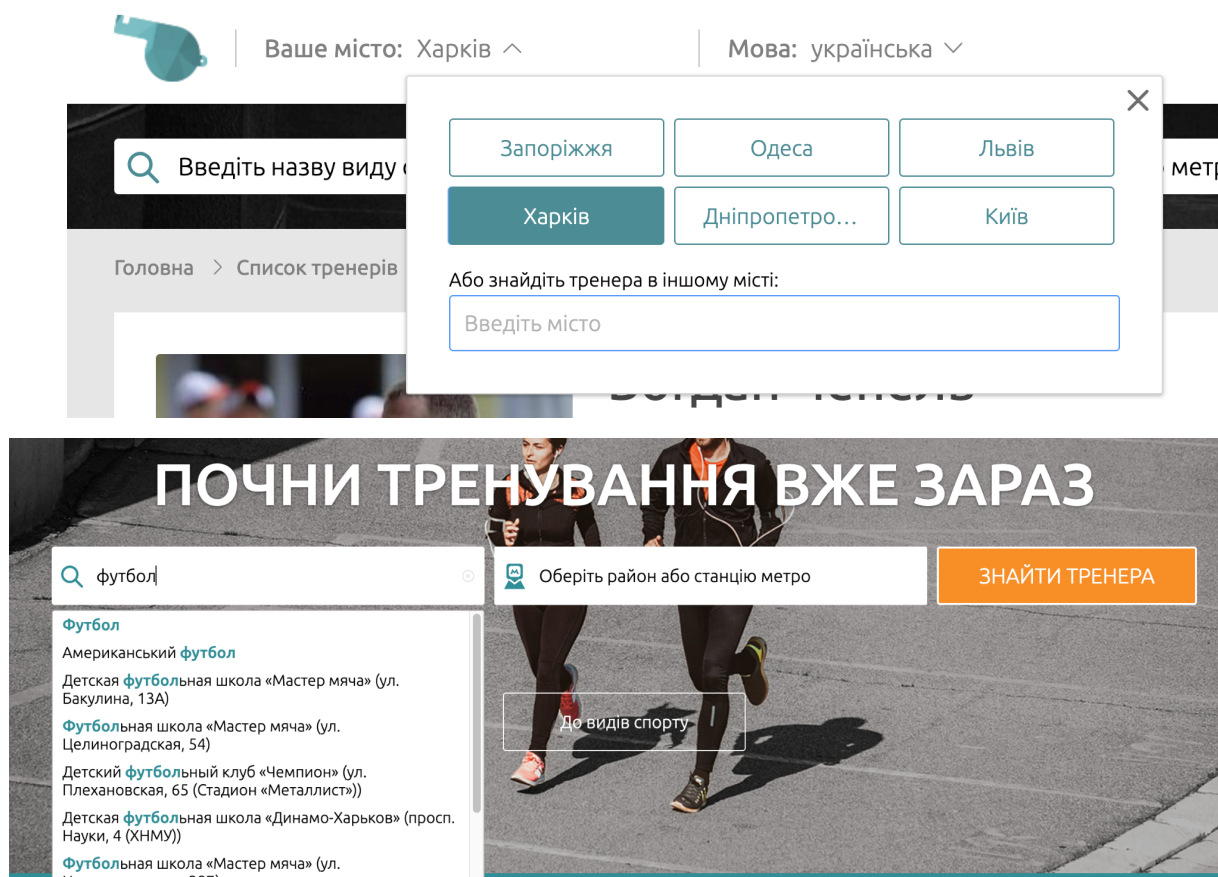 Ваше місто: Харків
Мова: українська
Запоріжжя
Одеса
Львів
Введіть назву виду
Харків
Дніпропетро…
Київ
Головна > Список тренерів
Або знайдіть тренера в іншому місті:
Введіть місто
ПОЧНИ ТРЕНУВАННЯ ВЖЕ ЗАРАЗ
футбол
Оберіть район або станцію метро
ЗНАЙТИ ТРЕНЕРА
Футбол
Американський футбол
Детская футбольная школа «Мастер мяча» (ул.
Бакулина, 13А)
Футбольная школа «Мастер мяча» (ул.
Целиноградская, 54)
Детский футбольный клуб «Чемпион» (ул.
Плехановская, 65 (Стадион «Металлист»))
Детская футбольная школа «Динамо-Харьков» (просп.
Науки, 4 (ХНМУ))
Футбольная школа «Мастер мяча» (ул.
До видів спорту